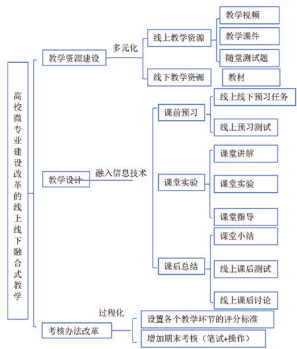 高校微专业建设改革的线上线下融合式教学
教学资源建设
多元化
线上教学资源
教学视频
教学课件
随堂测试题
线下教学资源
教材
教学设计
融入信息技术
课前预习
线上线下预习任务
线上预习测试
课堂实验
课堂讲解
课堂实验
课堂指导
课后总结
课堂小结
线上课后测试
线上课后讨论
考核办法改革
过程化
设置各个教学环节的评分标准
增加期末考核（笔试+操作）